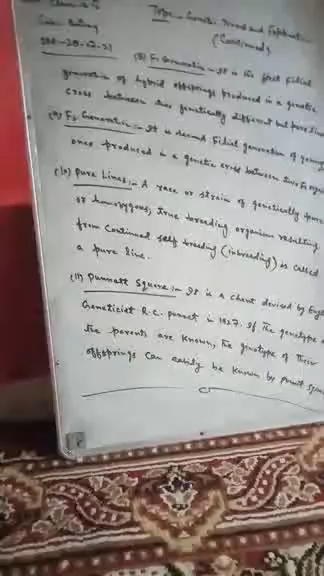 Topic - Genetic Terms and Explanation
(Continued)
(8) F₁ Generation:- It is the first filial
generation of hybrid offsprings produced in a genetic
cross between two genetically different but pure
(9) F₂ Generation:- It is second filial generation of
ones produced in a genetic cross between two F₁
(10) Pure Lines:- A race or strain of genetically pure
or homozygous, true breeding organism resulting
from continued self breeding (inbreeding) is called
a pure line.
(11) Punnett Square:- It is a chart devised by
Geneticist R.C. punnet in 1927. If the genotype
the parents are known, the genotype of their
offsprings can easily be known by